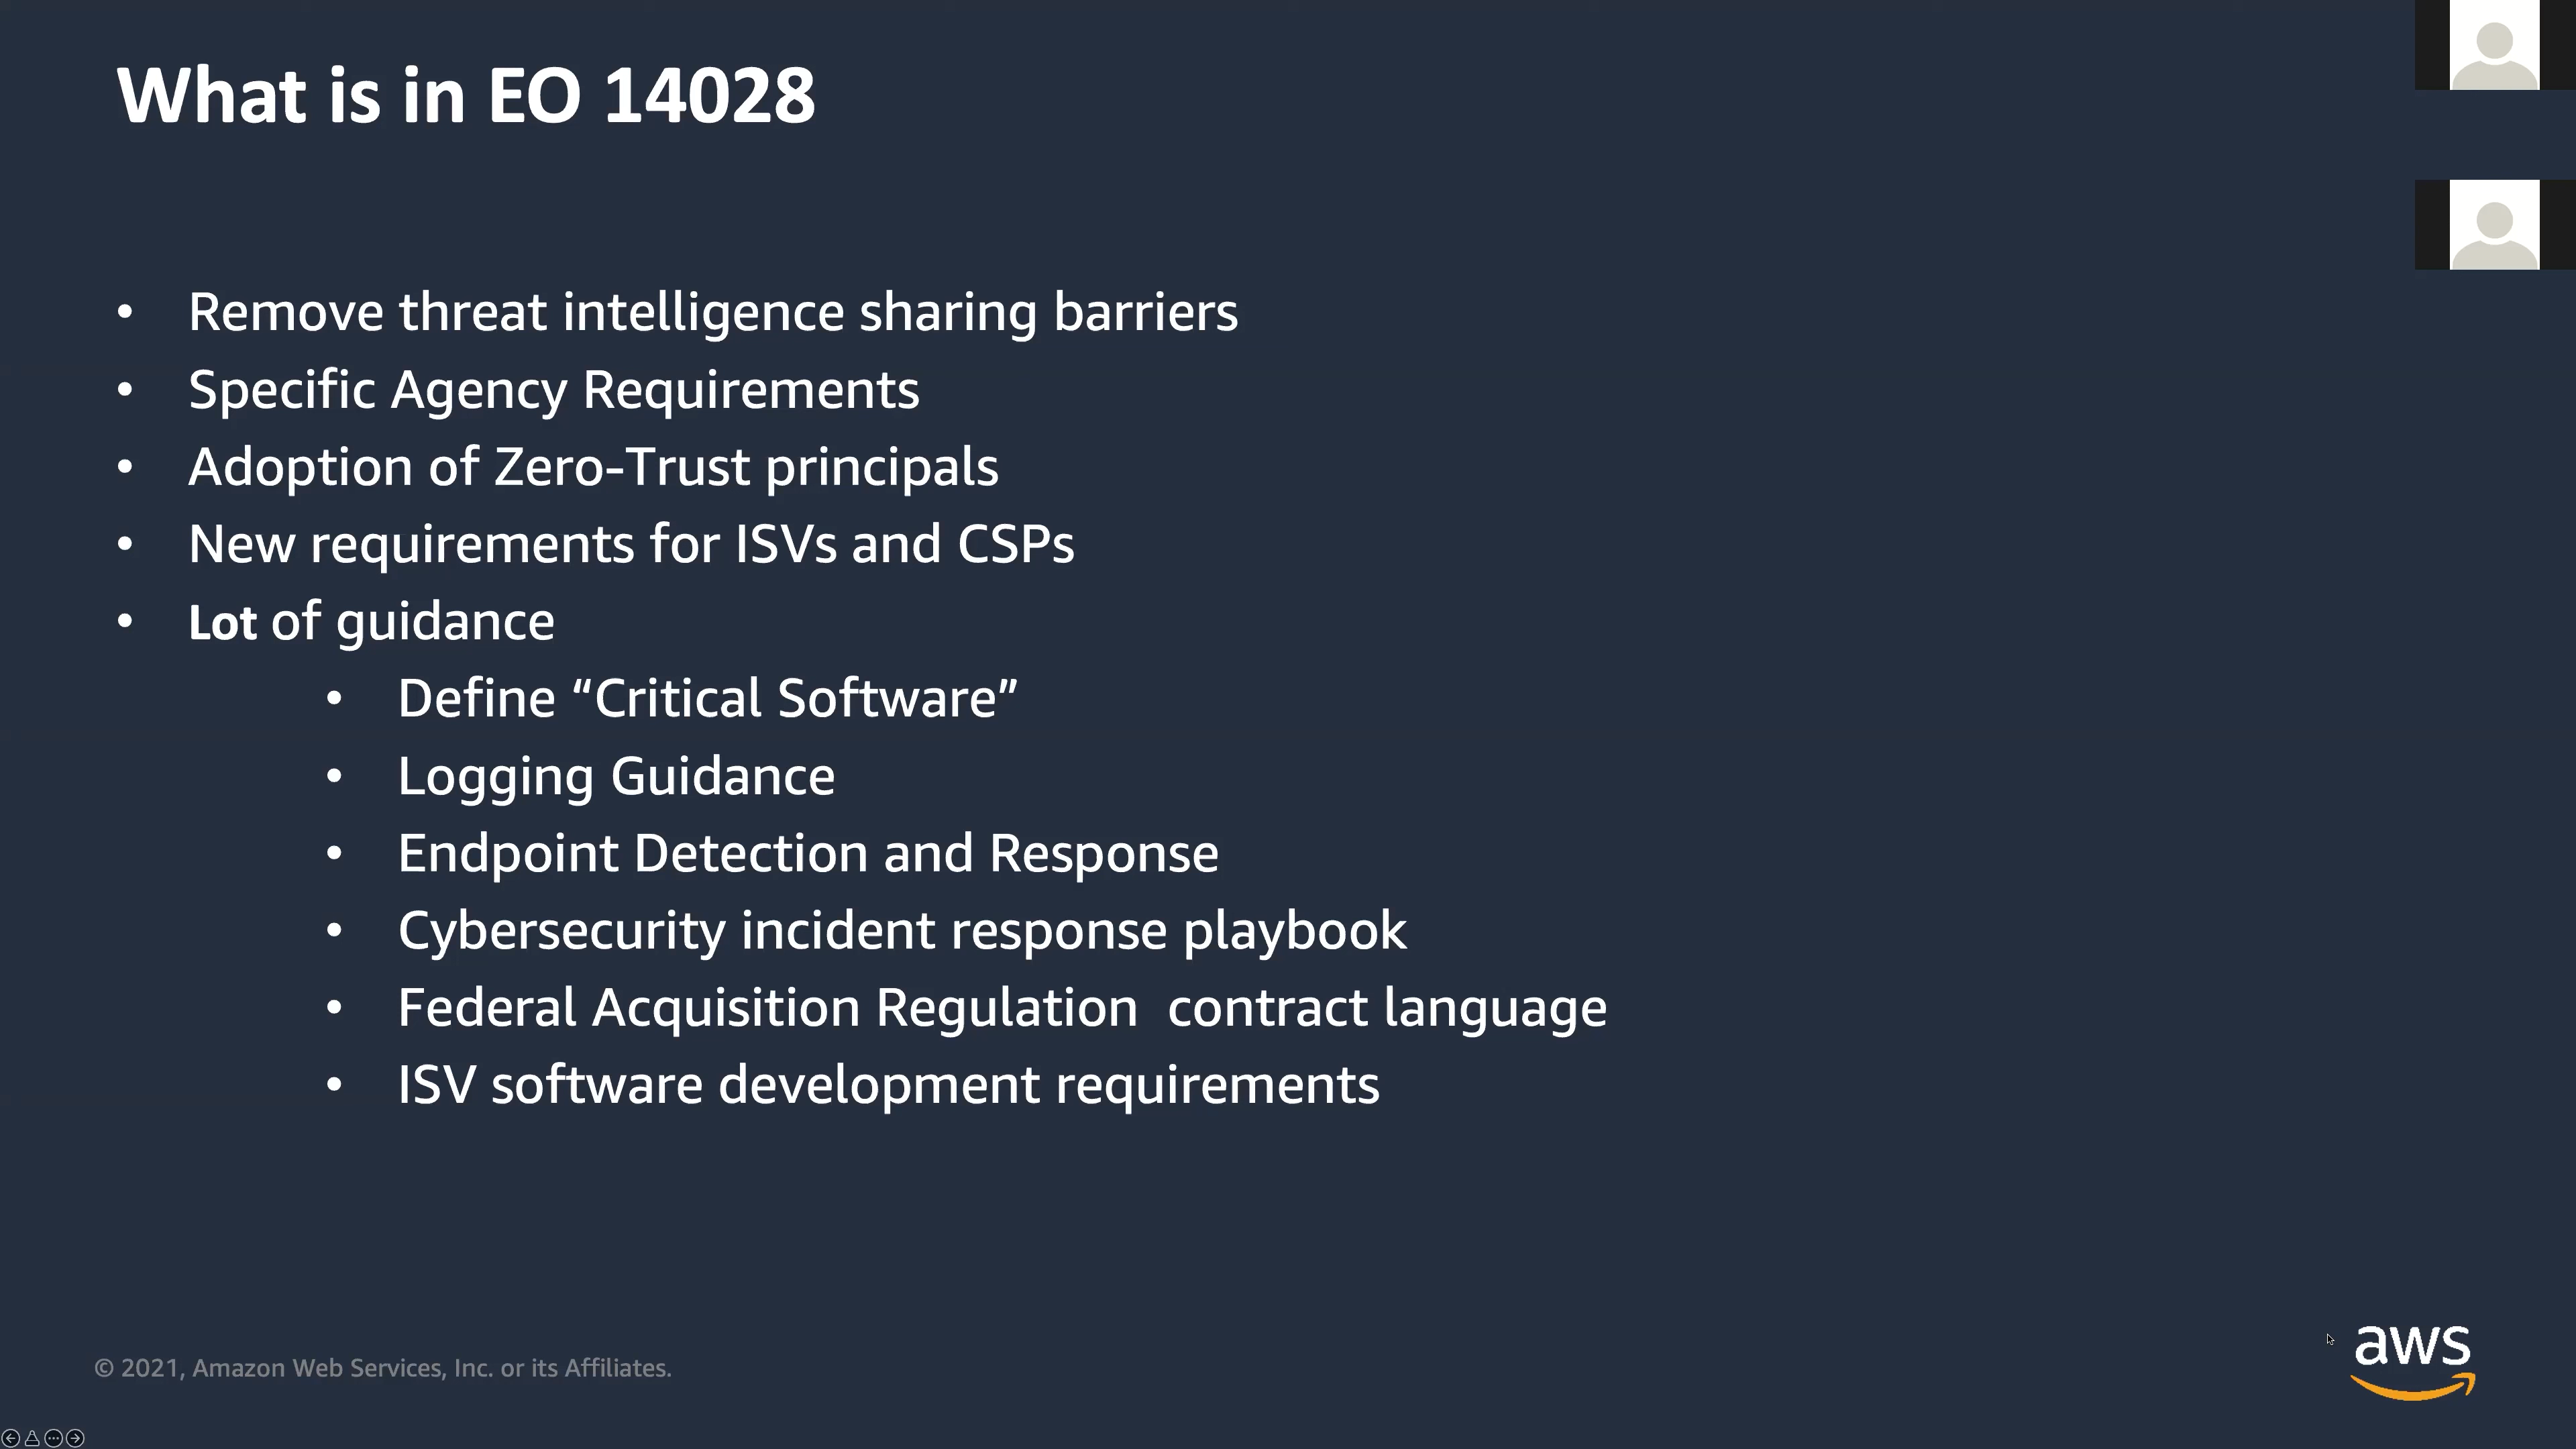 What is in EO 14028
• Remove threat intelligence sharing barriers
• Specific Agency Requirements
• Adoption of Zero-Trust principals
• New requirements for ISVs and CSPs
• Lot of guidance
• Define “Critical Software”
• Logging Guidance
• Endpoint Detection and Response
• Cybersecurity incident response playbook
• Federal Acquisition Regulation  contract language
• ISV software development requirements
© 2021, Amazon Web Services, Inc. or its Affiliates.
aws